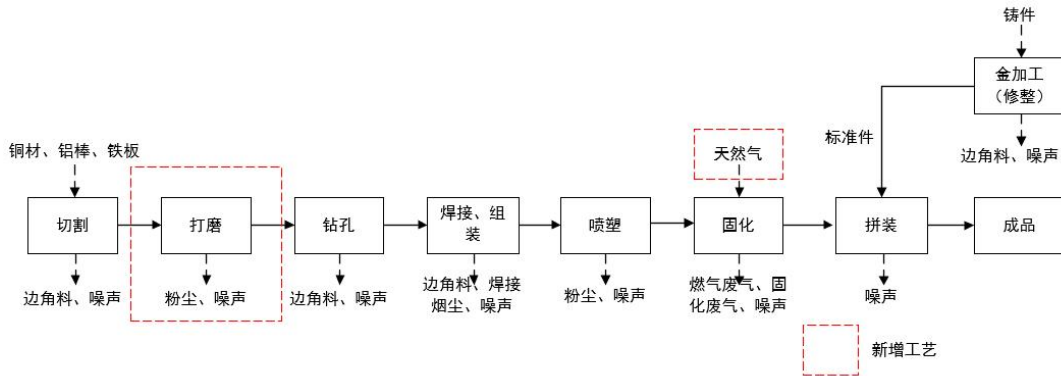 铸件
金加工
（修整）
边角料、噪声
标准件
铜材、铝棒、铁板
天然气
切割
打磨
钻孔
焊接、组
装
喷塑
固化
拼装
成品
边角料、噪声
粉尘、噪声
边角料、噪声
边角料、焊接
烟尘、噪声
粉尘、噪声
燃气废气、固
化废气、噪声
噪声
新增工艺